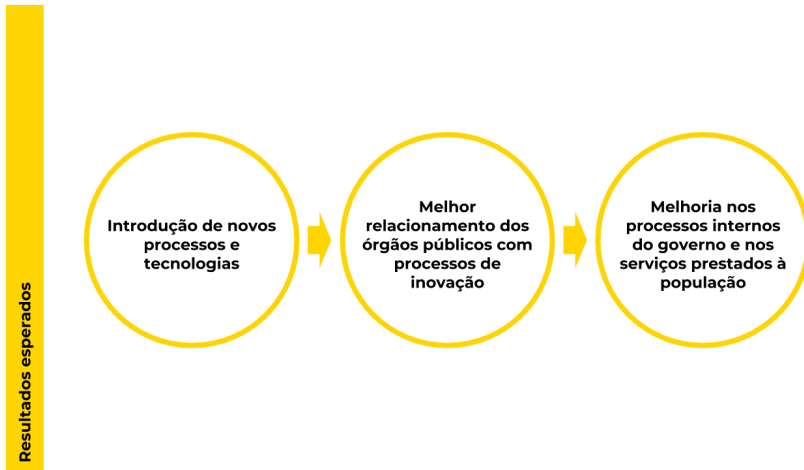 Resultados esperados
Introdução de novos
processos e
tecnologias
Melhor
relacionamento dos
órgãos públicos com
processos de
inovação
Melhoria nos
processos internos
do governo e nos
serviços prestados à
população